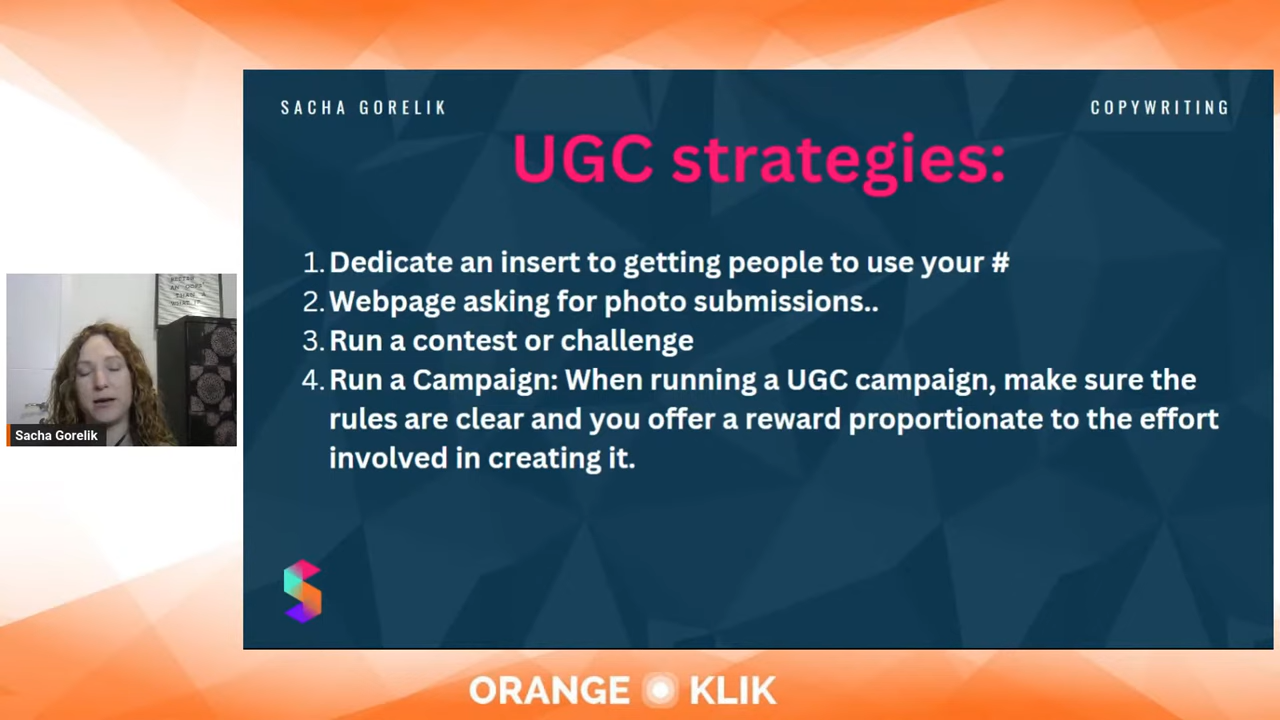 SACHA GORELIK
COPYWRITING
UGC strategies:
1. Dedicate an insert to getting people to use your #
2. Webpage asking for photo submissions..
3. Run a contest or challenge
4. Run a Campaign: When running a UGC campaign, make sure the
rules are clear and you offer a reward proportionate to the effort
involved in creating it.
Sacha Gorelik
ORANGE KLIK